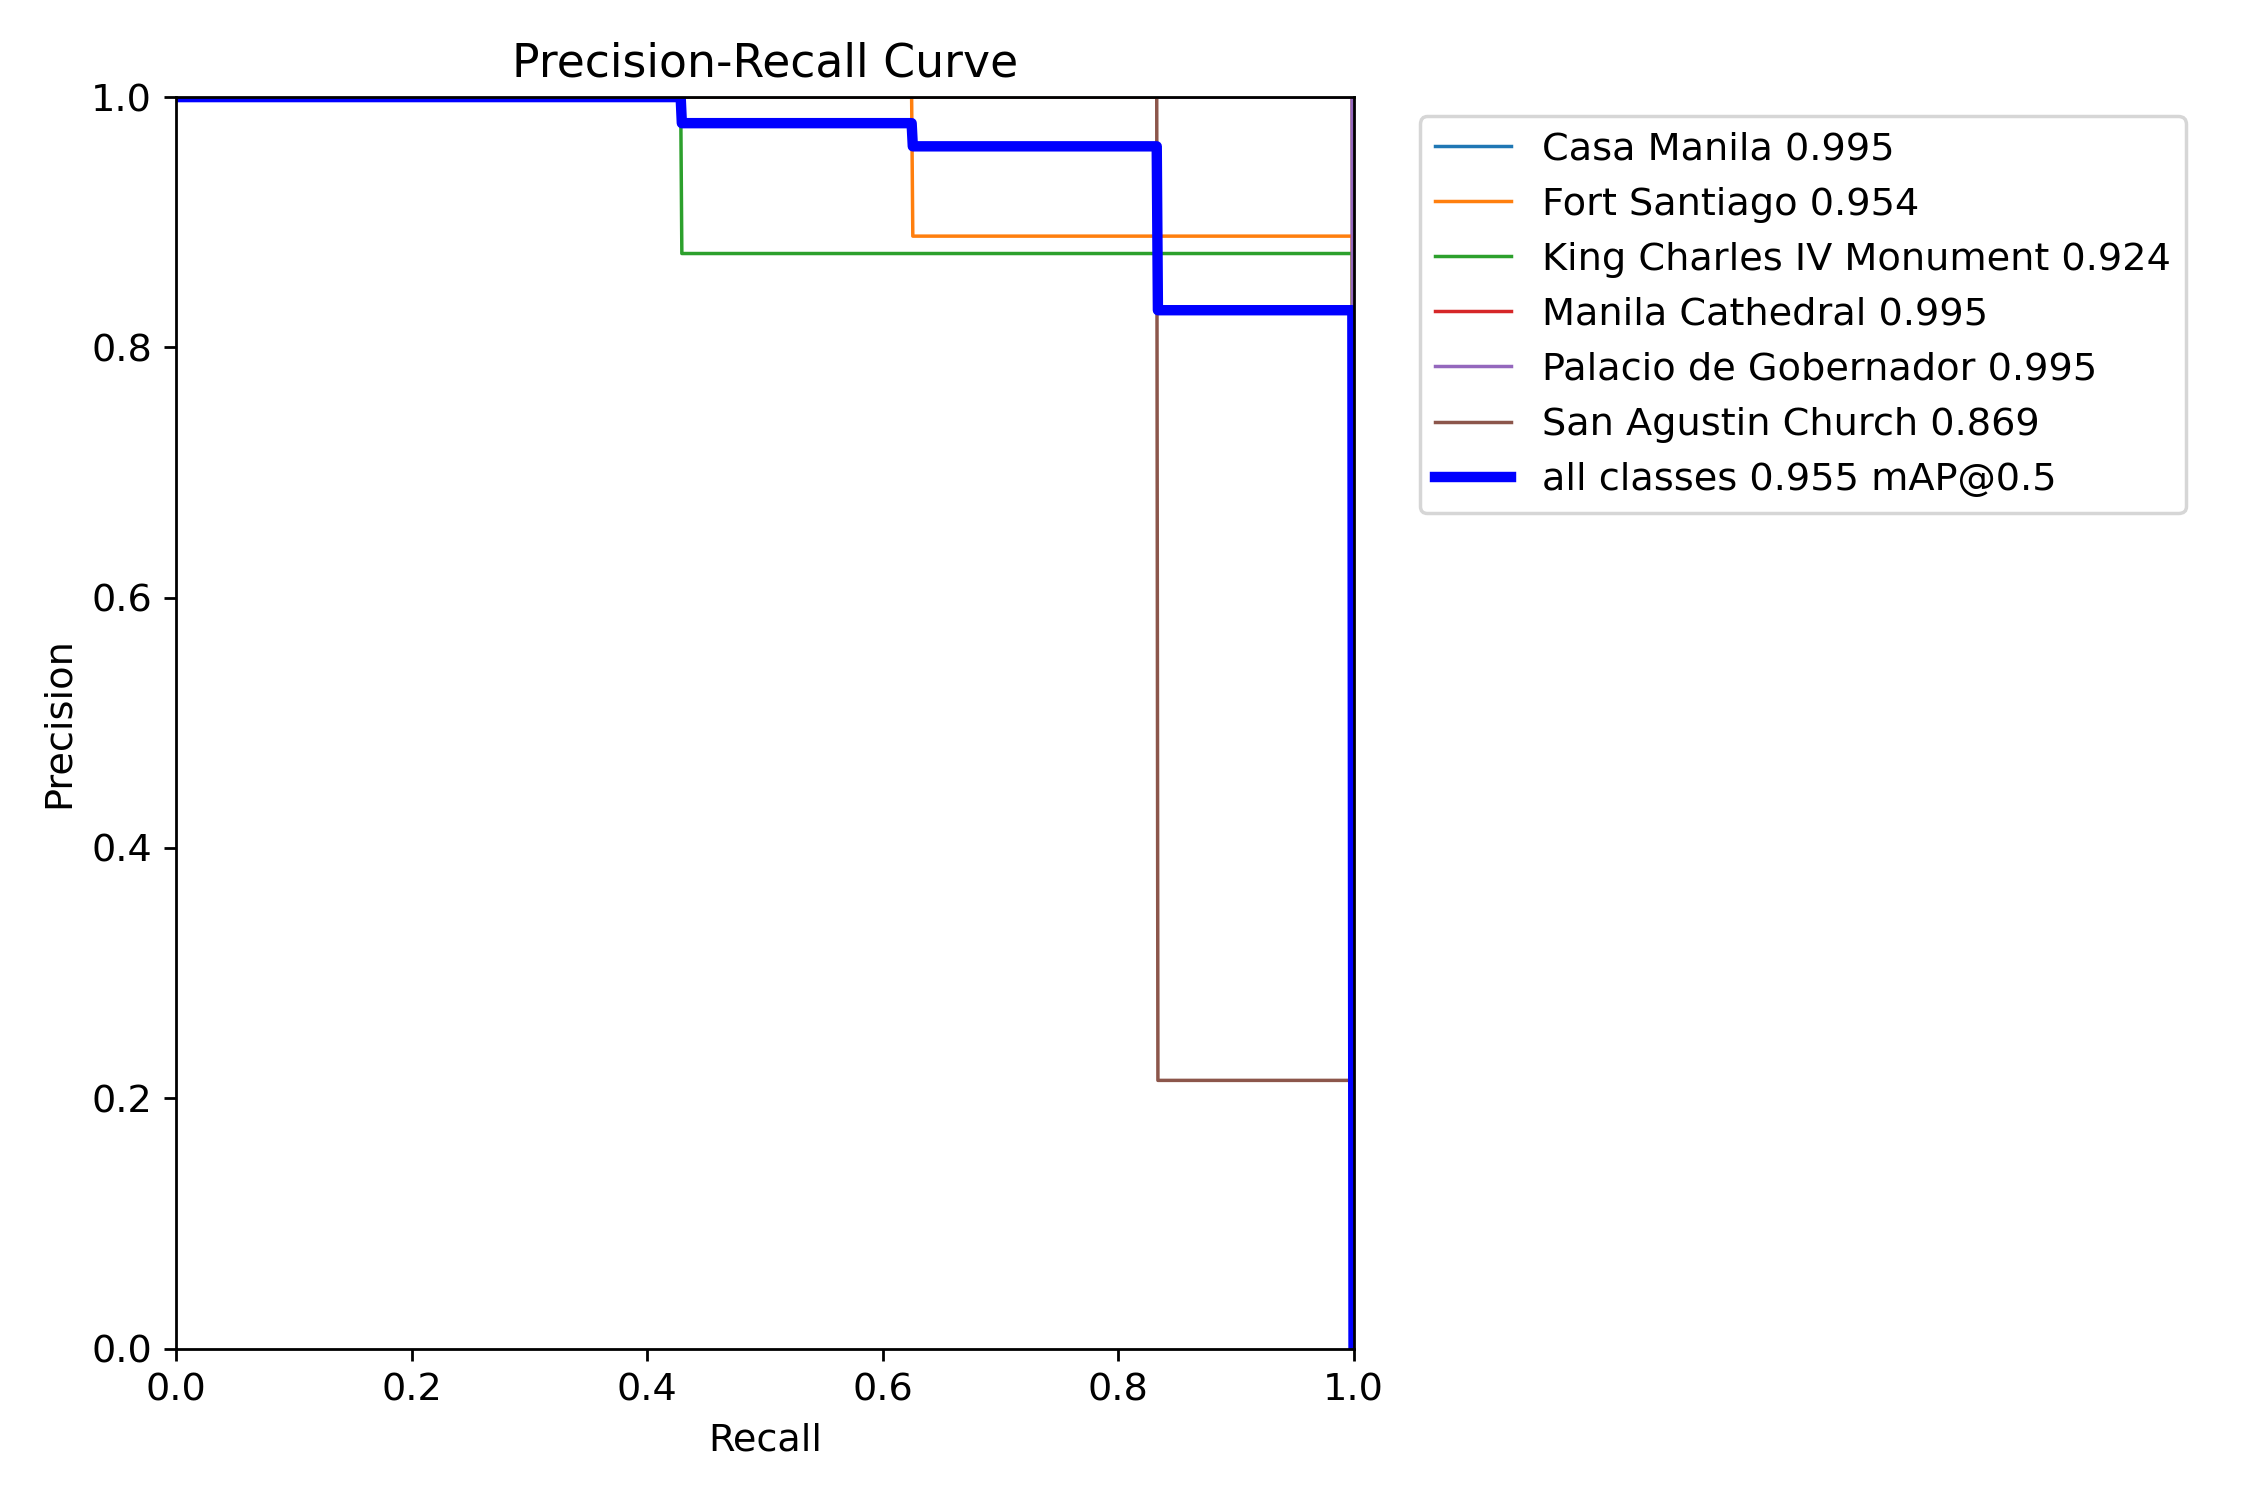 Precision-Recall Curve
1.0
0.8
0.6
0.4
0.2
0.0
Precision
0.0 0.2 0.4 0.6 0.8 1.0
Recall
Casa Manila 0.995
Fort Santiago 0.954
King Charles IV Monument 0.924
Manila Cathedral 0.995
Palacio de Gobernador 0.995
San Agustin Church 0.869
all classes 0.955 mAP@0.5